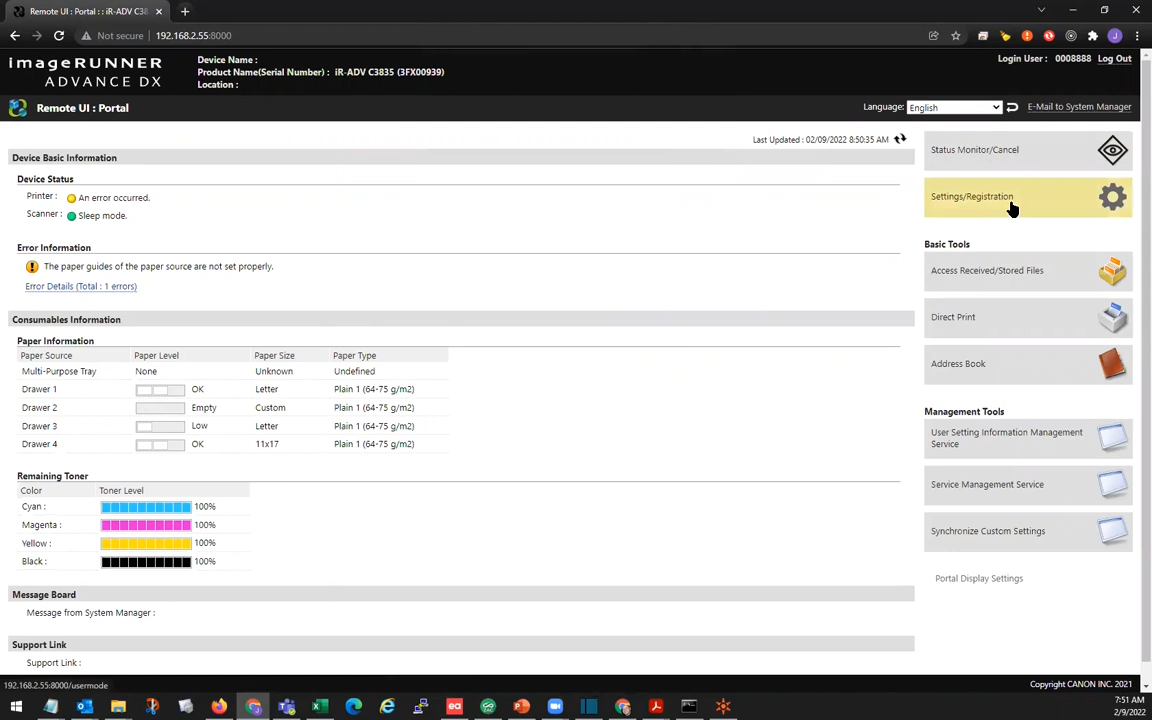 Remote UI : Portal : : iR-ADV C38
Not secure
192.168.2.55:8000
imageRUNNER
ADVANCE DX
Device Name :
Product Name(Serial Number) : iR-ADV C3835 (3FX00939)
Location :
Login User : 0008888 Log Out
Remote UI : Portal
Language: English
E-Mail to System Manager
Last Updated : 02/09/2022 8:50:35 AM
Device Basic Information
Device Status
Printer : An error occurred.
Scanner : Sleep mode.
Error Information
The paper guides of the paper source are not set properly.
Error Details (Total : 1 errors)
Consumables Information
Paper Information
Paper Source Paper Level Paper Size Paper Type
Multi-Purpose Tray None Unknown Undefined
Drawer 1 OK Letter Plain 1 (64-75 g/m2)
Drawer 2 Empty Custom Plain 1 (64-75 g/m2)
Drawer 3 Low Letter Plain 1 (64-75 g/m2)
Drawer 4 OK 11x17 Plain 1 (64-75 g/m2)
Remaining Toner
Color Toner Level
Cyan : 100%
Magenta : 100%
Yellow : 100%
Black : 100%
Message Board
Message from System Manager :
Support Link
Support Link :
Status Monitor/Cancel
Settings/Registration
Basic Tools
Access Received/Stored Files
Direct Print
Address Book
Management Tools
User Setting Information Management
Service
Service Management Service
Synchronize Custom Settings
Portal Display Settings
192.168.2.55:8000/usermode
Copyright CANON INC. 2021
7:51 AM
2/9/2022